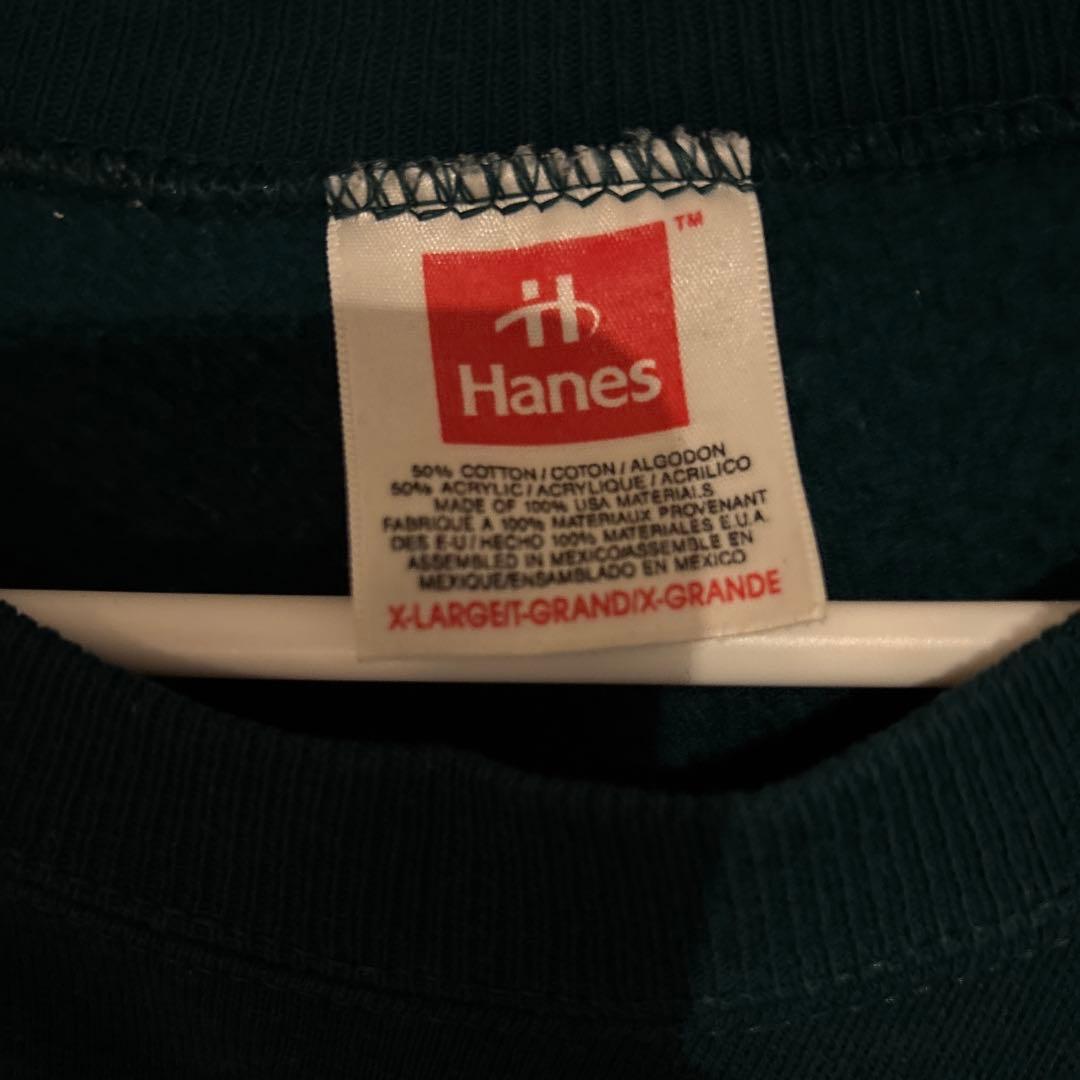 TM
H
Hanes
50% COTTON / COTON / ALGODON
50% ACRYLIC / ACRYLIQUE / ACRILICO
MADE OF 100% USA MATERIALS
FABRIQUE A 100% MATERIAUX PROVENANT
DES E-U / HECHO 100% MATERIALES E.U.A.
ASSEMBLED IN MEXICO/ASSEMBLE EN
MEXIQUE/ENSAMBLADO EN MEXICO
X-LARGE/T-GRAND/X-GRANDE